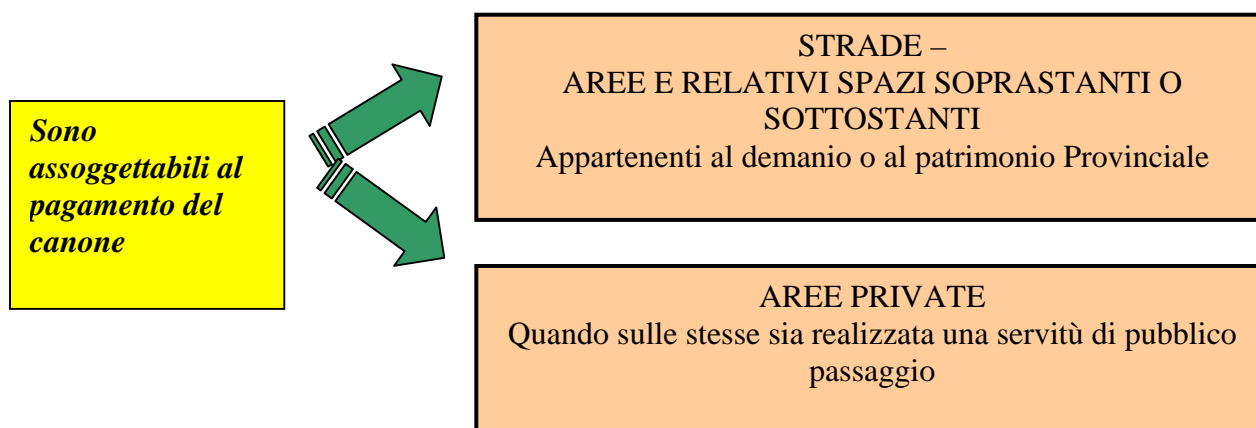 Sono
assoggettabili al
pagamento del
canone
STRADE –
AREE E RELATIVI SPAZI SOPRASTANTI O
SOTTOSTANTI
Appartenenti al demanio o al patrimonio Provinciale
AREE PRIVATE
Quando sulle stesse sia realizzata una servitù di pubblico
passaggio